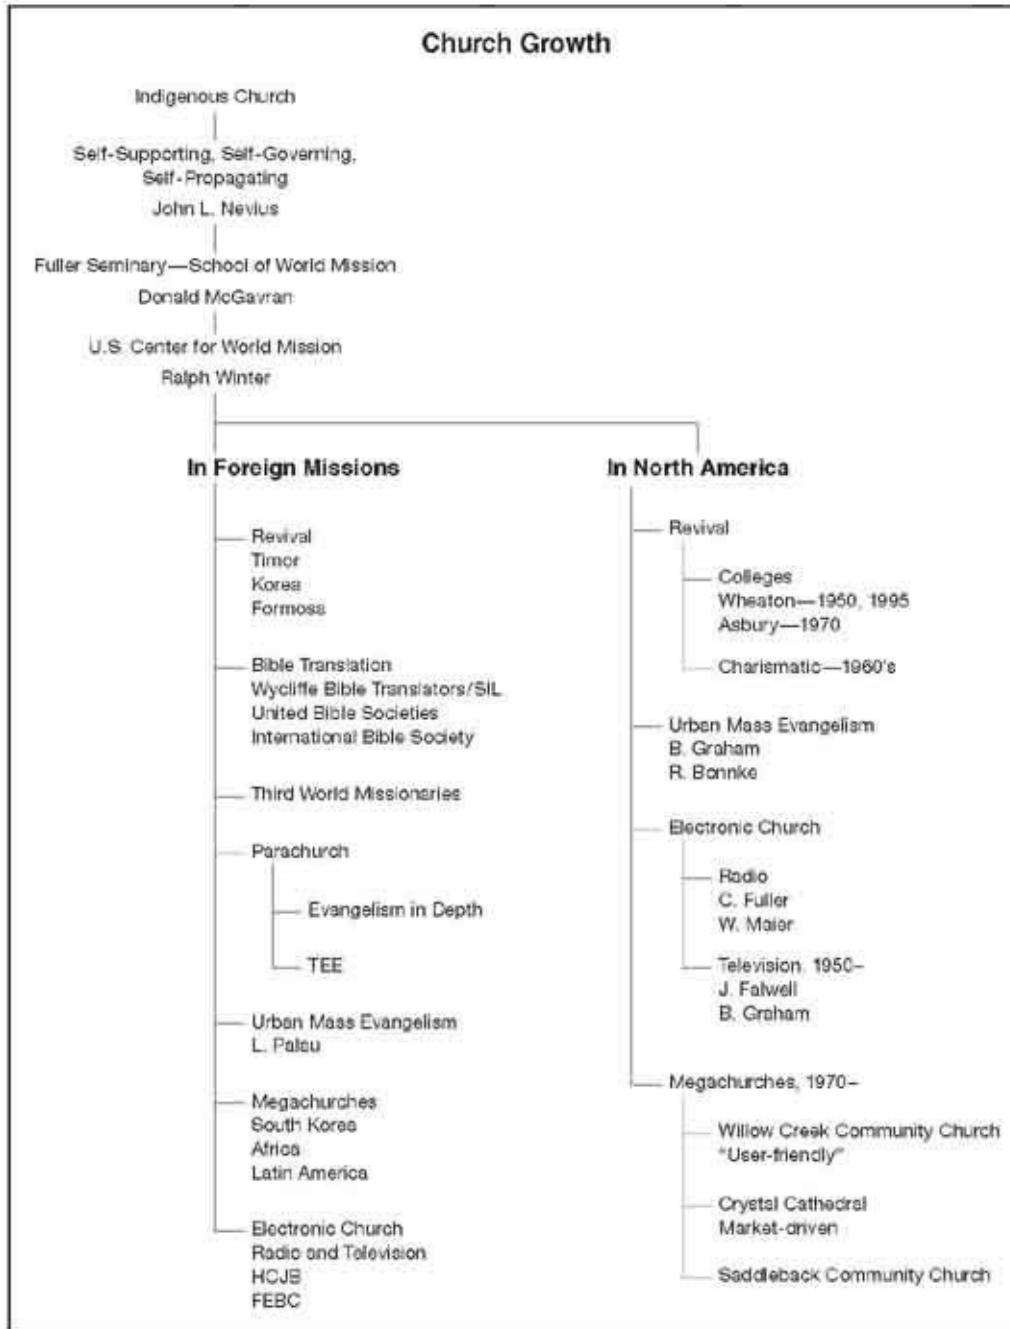 Church Growth
Indigenous Church
Self-Supporting, Self-Governing,
Self-Propagating
John L. Nevius
Fuller Seminary—School of World Mission
Donald McGavran
U.S. Center for World Mission
Ralph Winter
In Foreign Missions
Revival
Timor
Korea
Formosa
Bible Translation
Wycliffe Bible Translators/SIL
United Bible Societies
International Bible Society
Third World Missionaries
Parachurch
Evangelism in Depth
TEE
Urban Mass Evangelism
L. Palau
Megachurches
South Korea
Africa
Latin America
Electronic Church
Radio and Television
HCJB
FEBC
In North America
Revival
Colleges
Wheaton—1950, 1995
Asbury—1970
Charismatic—1960's
Urban Mass Evangelism
B. Graham
R. Bonnke
Electronic Church
Radio
C. Fuller
W. Maier
Television, 1950–
J. Falwell
B. Graham
Megachurches, 1970–
Willow Creek Community Church
"User-friendly"
Crystal Cathedral
Market-driven
Saddleback Community Church